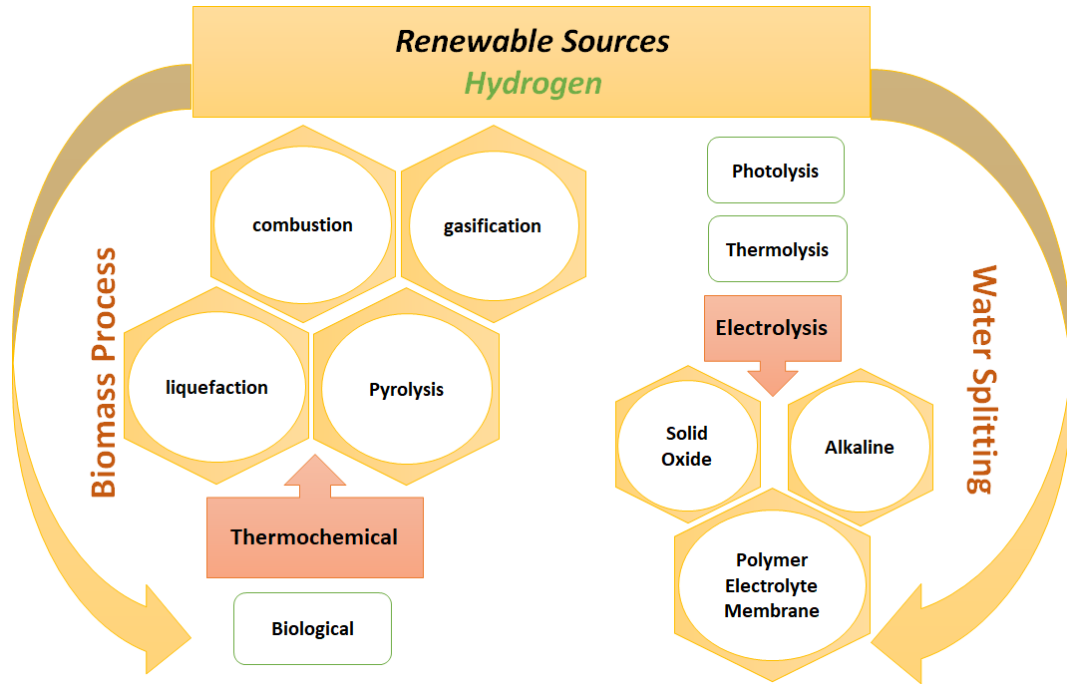 Renewable Sources
Hydrogen
Biomass Process
combustion
gasification
liquefaction
Pyrolysis
Thermochemical
Biological
Water Splitting
Photolysis
Thermolysis
Electrolysis
Solid
Oxide
Alkaline
Polymer
Electrolyte
Membrane